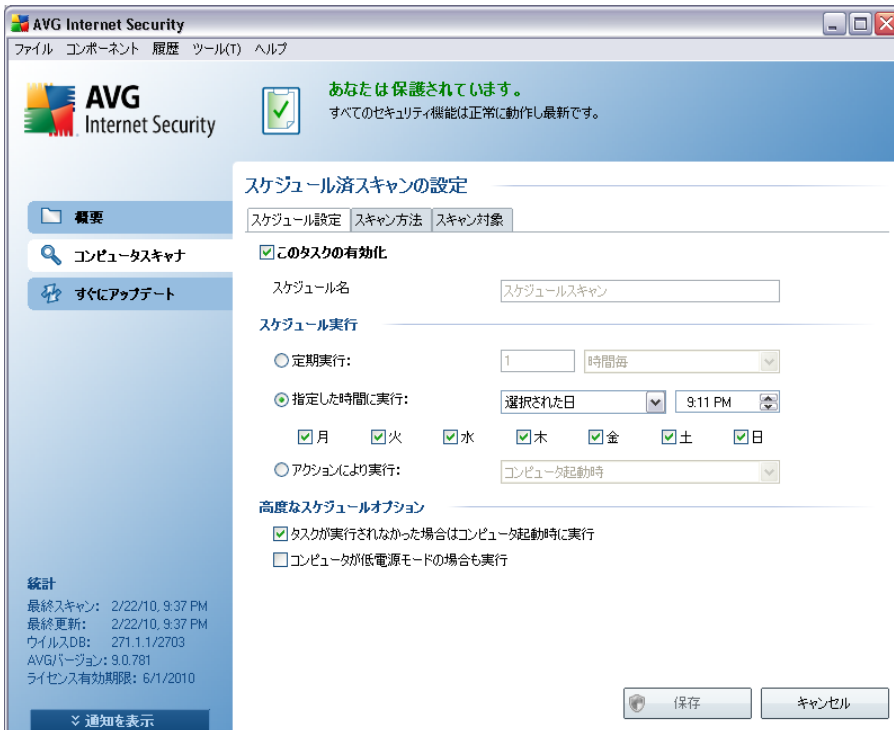 AVG Internet Security
ファイル コンポーネント 履歴 ツール(T) ヘルプ
AVG
Internet Security
あなたは保護されています。
すべてのセキュリティ機能は正常に動作し最新です。
概要
コンピュータスキャナ
すぐにアップデート
スケジュール済スキャンの設定
スケジュール設定 スキャン方法 スキャン対象
このタスクの有効化
スケジュール名 スケジュールスキャン
スケジュール実行
定期実行: 1 時間毎
指定した時間に実行: 選択された日 9:11 PM
月 火 水 木 金 土 日
アクションにより実行: コンピュータ起動時
高度なスケジュールオプション
タスクが実行されなかった場合はコンピュータ起動時に実行
コンピュータが低電源モードの場合も実行
統計
最終スキャン: 2/22/10, 9:37 PM
最終更新: 2/22/10, 9:37 PM
ウイルスDB: 271.1.1/2703
AVGバージョン: 9.0.781
ライセンス有効期限: 6/1/2010
通知を表示
保存 キャンセル